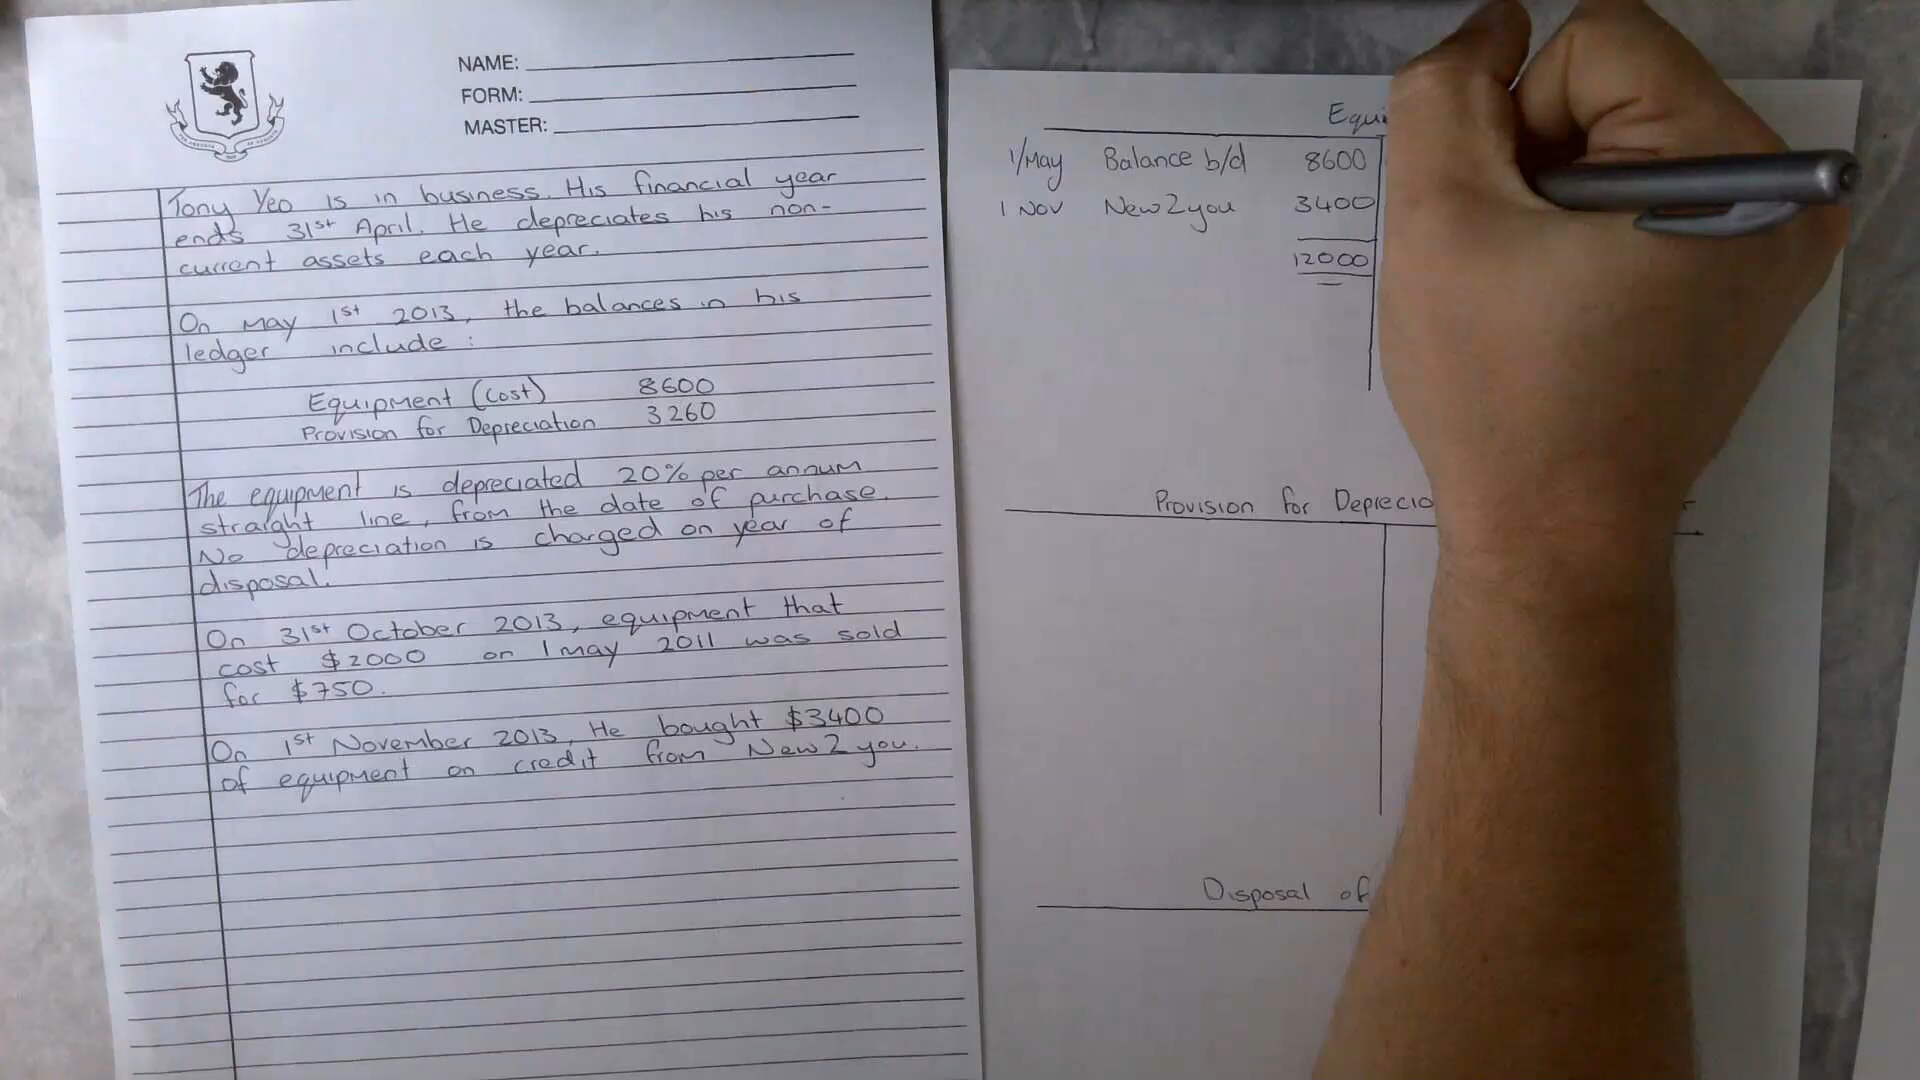 NAME:
FORM:
MASTER:
Tony Yeo is in business. His financial year
ends 31st April. He depreciates his non-
current assets each year.
On May 1st 2013, the balances in his
ledger include :
Equipment (Cost) 8600
Provision for Depreciation 3260
The equipment is depreciated 20% per annum
straight line, from the date of purchase.
No depreciation is charged on year of
disposal.
On 31st October 2013, equipment that
cost $2000 on 1 May 2011 was sold
for $750.
On 1st November 2013, He bought $3400
of equipment on credit from New2you.
Equi
1/May Balance b/d 8600
1 Nov New2you 3400
12000
Provision for Deprecia
Disposal of